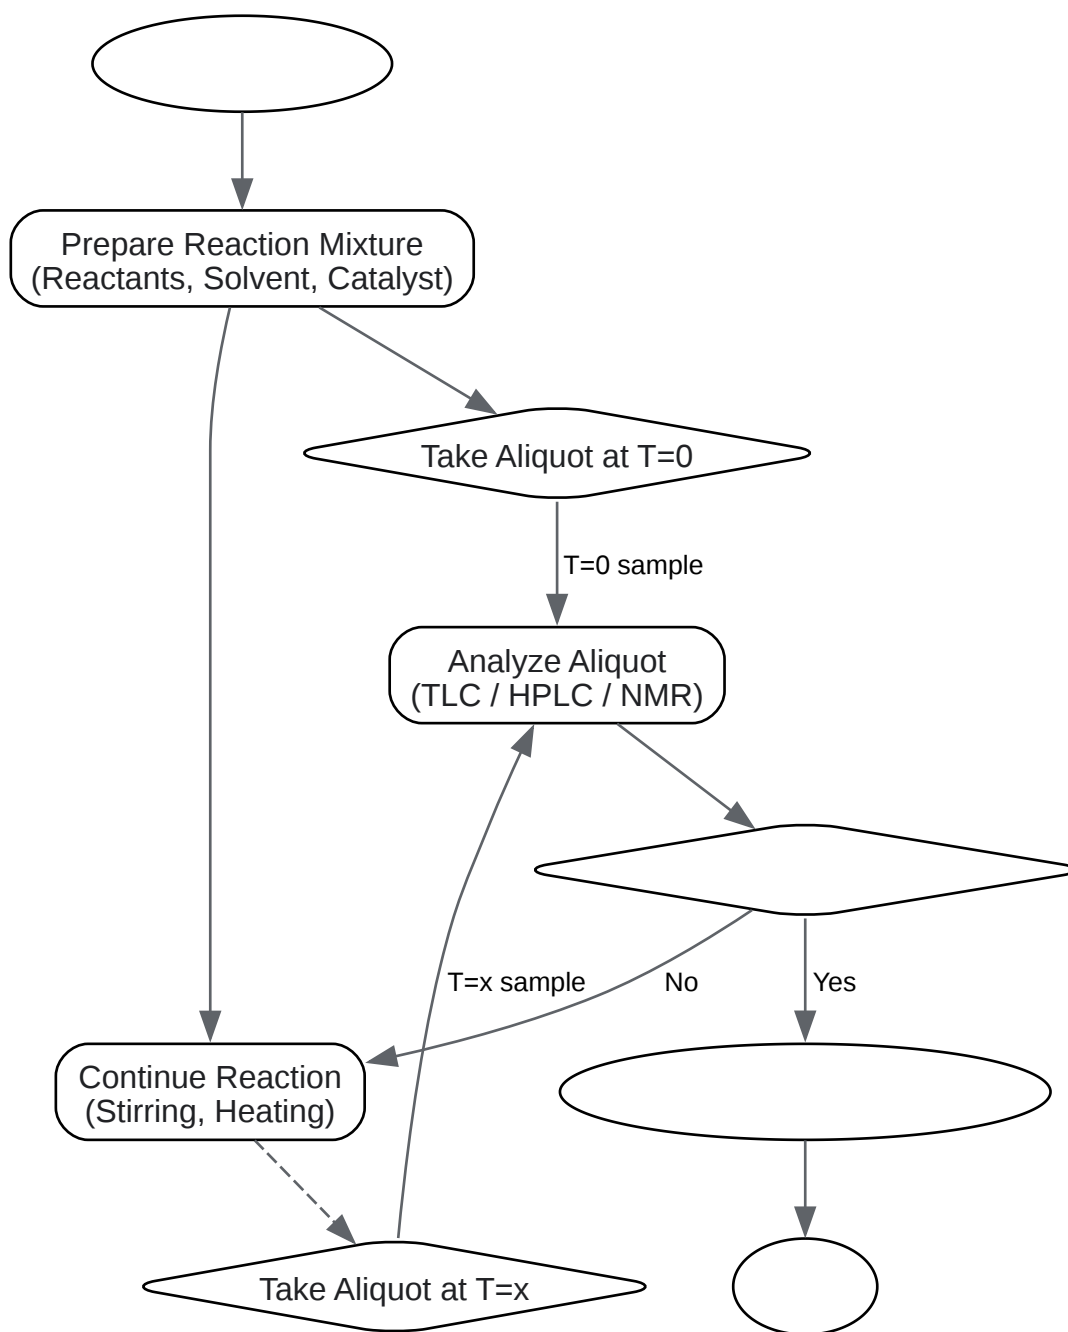 Prepare Reaction Mixture
(Reactants, Solvent, Catalyst)
Take Aliquot at T=0
T=0 sample
Analyze Aliquot
(TLC / HPLC / NMR)
T=x sample
No
Yes
Continue Reaction
(Stirring, Heating)
Take Aliquot at T=x